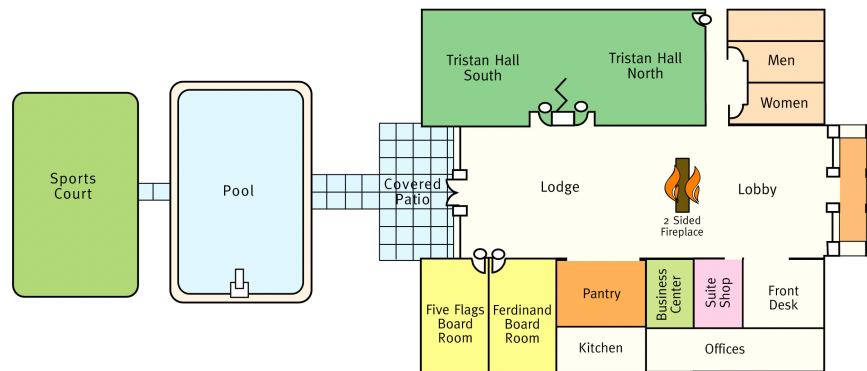 Tristan Hall
South
Tristan Hall
North
Men
Women
Sports
Court
Pool
Covered
Patio
Lodge
Lobby
2 Sided
Fireplace
Five Flags
Board
Room
Ferdinand
Board
Room
Pantry
Kitchen
Business
Center
Suite
Shop
Front
Desk
Offices